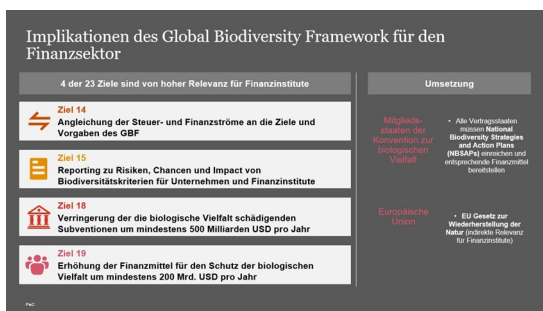 Implikationen des Global Biodiversity Framework für den
Finanzsektor
4 der 23 Ziele sind von hoher Relevanz für Finanzinstitute
Ziel 14
Angleichung der Steuer- und Finanzströme an die Ziele und
Vorgaben des GBF
Ziel 15
Reporting zu Risiken, Chancen und Impact von
Biodiversitätskriterien für Unternehmen und Finanzinstitute
Ziel 18
Verringerung der die biologische Vielfalt schädigenden
Subventionen um mindestens 500 Milliarden USD pro Jahr
Ziel 19
Erhöhung der Finanzmittel für den Schutz der biologischen
Vielfalt um mindestens 200 Mrd. USD pro Jahr
Umsetzung
Mitglieds-
staaten der
Konvention zur
biologischen
Vielfalt
• Alle Vertragsstaaten
müssen National
Biodiversity Strategies
and Action Plans
(NBSAPs) einreichen und
entsprechende Finanzmittel
bereitstellen
Europäische
Union
• EU Gesetz zur
Wiederherstellung der
Natur (indirekte Relevanz
für Finanzinstitute)
PwC